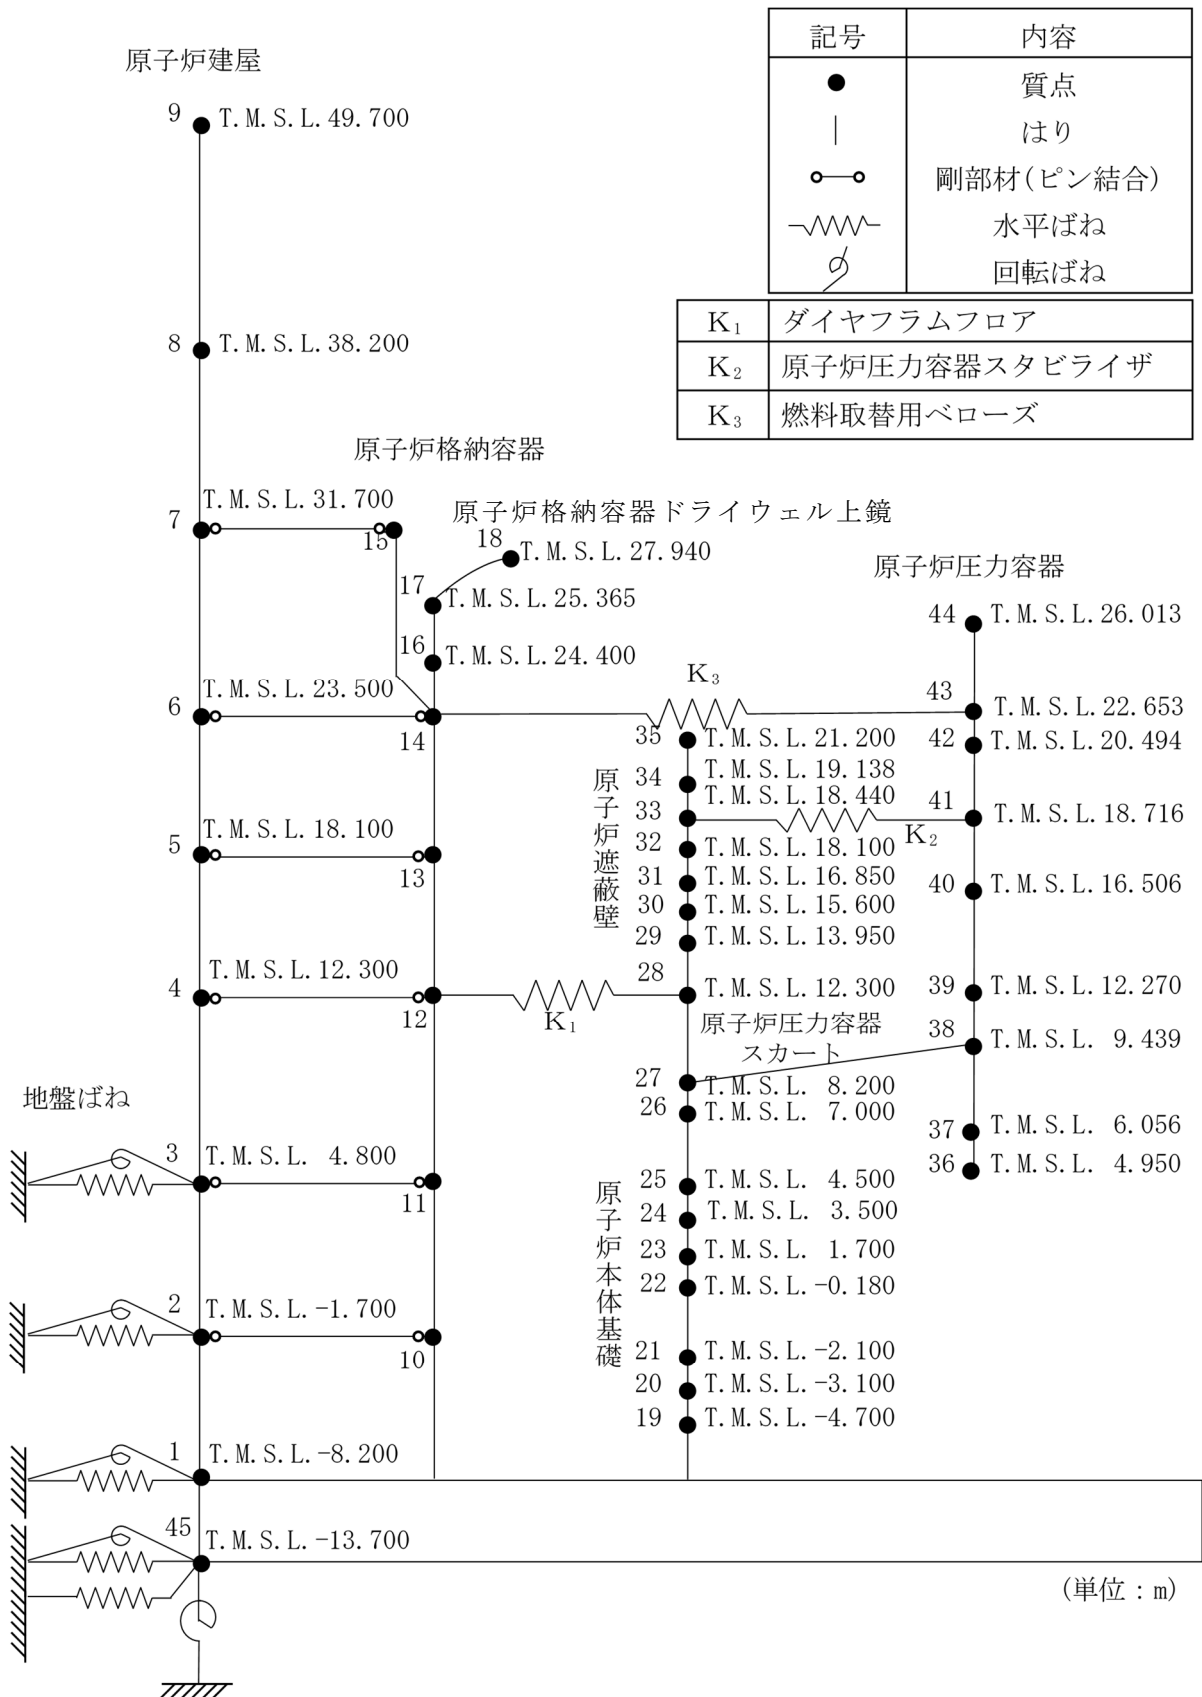 記号 内容
質点
はり
剛部材(ピン結合)
水平ばね
回転ばね
K₁ ダイヤフラムフロア
K₂ 原子炉圧力容器スタビライザ
K₃ 燃料取替用ベローズ
原子炉建屋
9 T.M.S.L.49.700
8 T.M.S.L.38.200
7 T.M.S.L.31.700
6 T.M.S.L.23.500
5 T.M.S.L.18.100
4 T.M.S.L.12.300
地盤ばね
3 T.M.S.L. 4.800
2 T.M.S.L.-1.700
1 T.M.S.L.-8.200
45 T.M.S.L.-13.700
原子炉格納容器
15
原子炉格納容器ドライウェル上鏡
18 T.M.S.L.27.940
17 T.M.S.L.25.365
16 T.M.S.L.24.400
14
13
12
11
10
K₃
K₁
K₂
35 T.M.S.L.21.200
34 T.M.S.L.19.138
33 T.M.S.L.18.440
32 T.M.S.L.18.100
31 T.M.S.L.16.850
30 T.M.S.L.15.600
29 T.M.S.L.13.950
28 T.M.S.L.12.300
原子炉遮蔽壁
原子炉圧力容器
スカート
27 T.M.S.L. 8.200
26 T.M.S.L. 7.000
25 T.M.S.L. 4.500
24 T.M.S.L. 3.500
23 T.M.S.L. 1.700
22 T.M.S.L.-0.180
21 T.M.S.L.-2.100
20 T.M.S.L.-3.100
19 T.M.S.L.-4.700
原子炉本体基礎
原子炉圧力容器
44 T.M.S.L.26.013
43 T.M.S.L.22.653
42 T.M.S.L.20.494
41 T.M.S.L.18.716
40 T.M.S.L.16.506
39 T.M.S.L.12.270
38 T.M.S.L. 9.439
37 T.M.S.L. 6.056
36 T.M.S.L. 4.950
(単位：m)